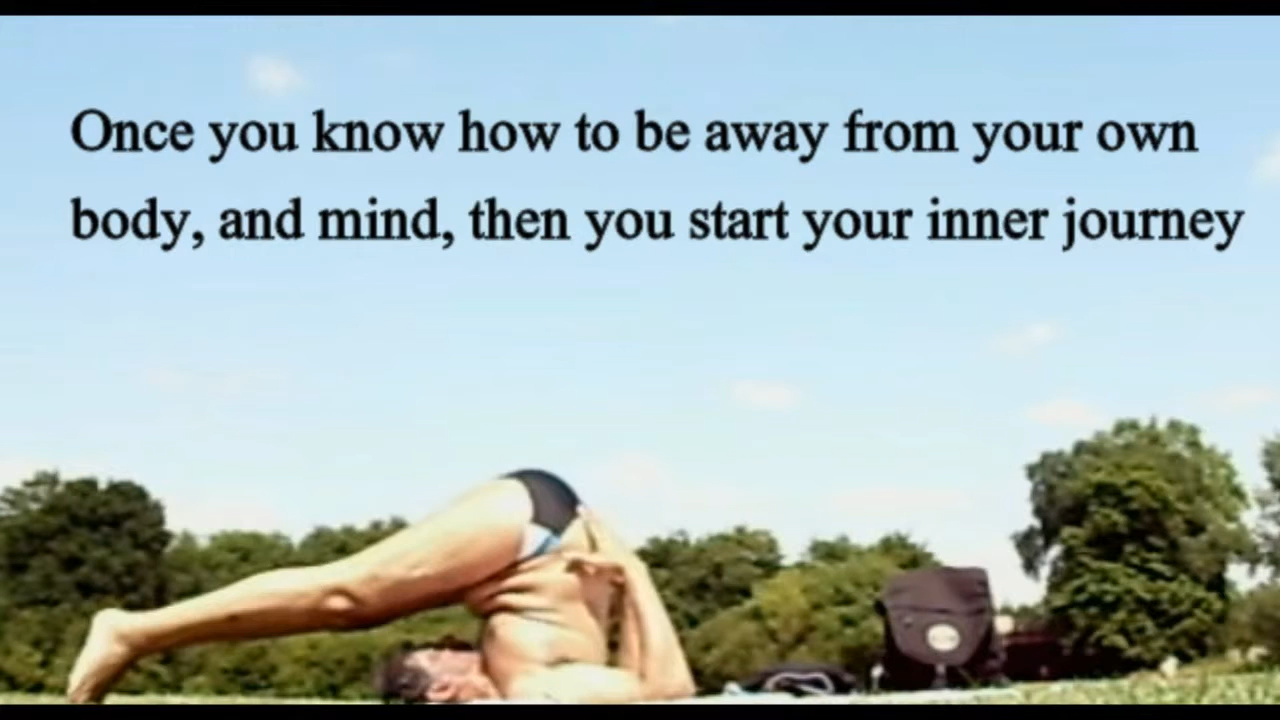 Once you know how to be away from your own
body, and mind, then you start your inner journey